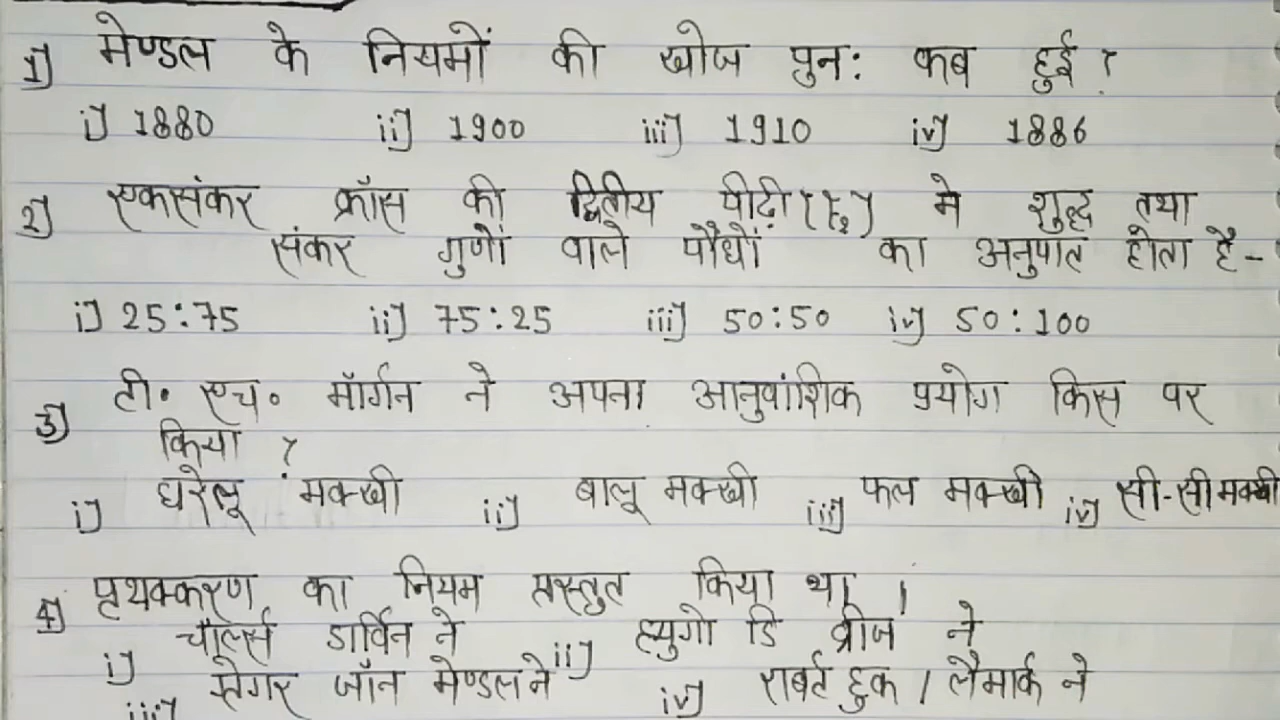 1) मेण्डल के नियमों की खोज पुनः कब हुई ?
i) 1880 ii) 1900 iii) 1910 iv) 1886
2) एकसंकर क्रॉस की द्वितीय पीढ़ी (F₂) मे शुद्ध तथा
संकर गुणों वाले पौधों का अनुपात होता है-
i) 25:75 ii) 75:25 iii) 50:50 iv) 50:100
3) टी. एच. मॉर्गन ने अपना आनुवांशिक प्रयोग किस पर
किया ?
i) घरेलू मक्खी ii) बालू मक्खी iii) फल मक्खी iv) सी-सी मक्खी
4) पृथक्करण का नियम प्रस्तुत किया था ।
i) चार्ल्स डार्विन ने ii) ह्युगो डि व्रीज ने
iii) ग्रेगर जॉन मेण्डल ने iv) राबर्ट हुक / लैमार्क ने